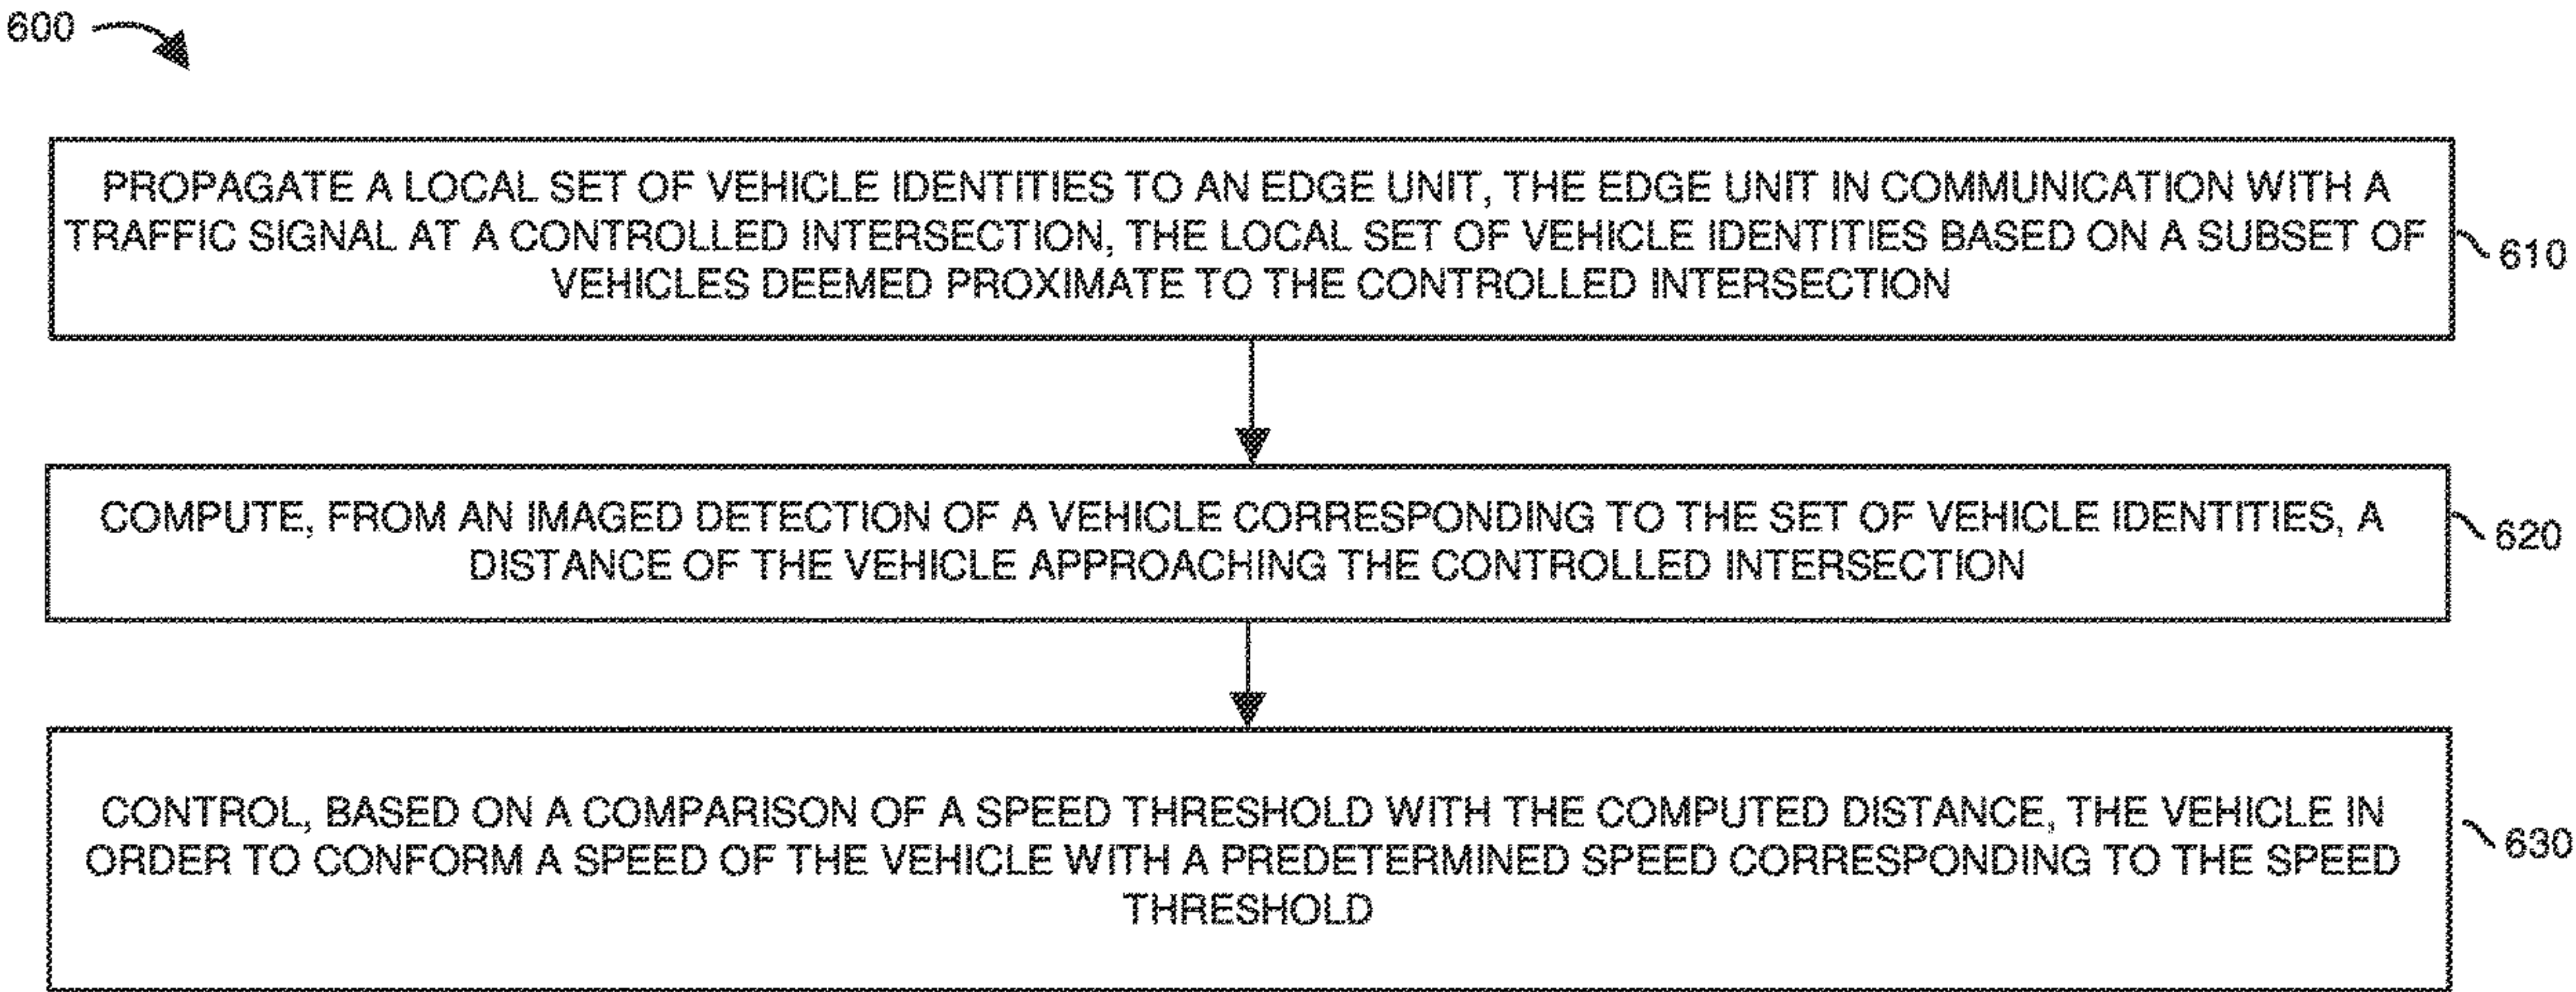 600
PROPAGATE A LOCAL SET OF VEHICLE IDENTITIES TO AN EDGE UNIT, THE EDGE UNIT IN COMMUNICATION WITH A
TRAFFIC SIGNAL AT A CONTROLLED INTERSECTION, THE LOCAL SET OF VEHICLE IDENTITIES BASED ON A SUBSET OF
VEHICLES DEEMED PROXIMATE TO THE CONTROLLED INTERSECTION
610
COMPUTE, FROM AN IMAGED DETECTION OF A VEHICLE CORRESPONDING TO THE SET OF VEHICLE IDENTITIES, A
DISTANCE OF THE VEHICLE APPROACHING THE CONTROLLED INTERSECTION
620
CONTROL, BASED ON A COMPARISON OF A SPEED THRESHOLD WITH THE COMPUTED DISTANCE, THE VEHICLE IN
ORDER TO CONFORM A SPEED OF THE VEHICLE WITH A PREDETERMINED SPEED CORRESPONDING TO THE SPEED
THRESHOLD
630